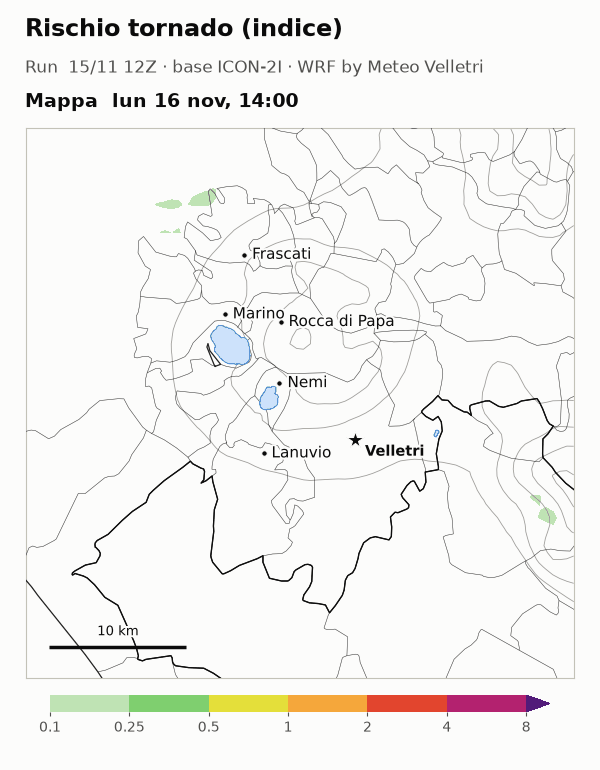 Rischio tornado (indice)
Run  15/11 12Z · base ICON-2I · WRF by Meteo Velletri
Mappa  lun 16 nov, 14:00
Frascati
Marino
Rocca di Papa
Nemi
Velletri
Lanuvio
10 km
0.1 0.25 0.5 1 2 4 8